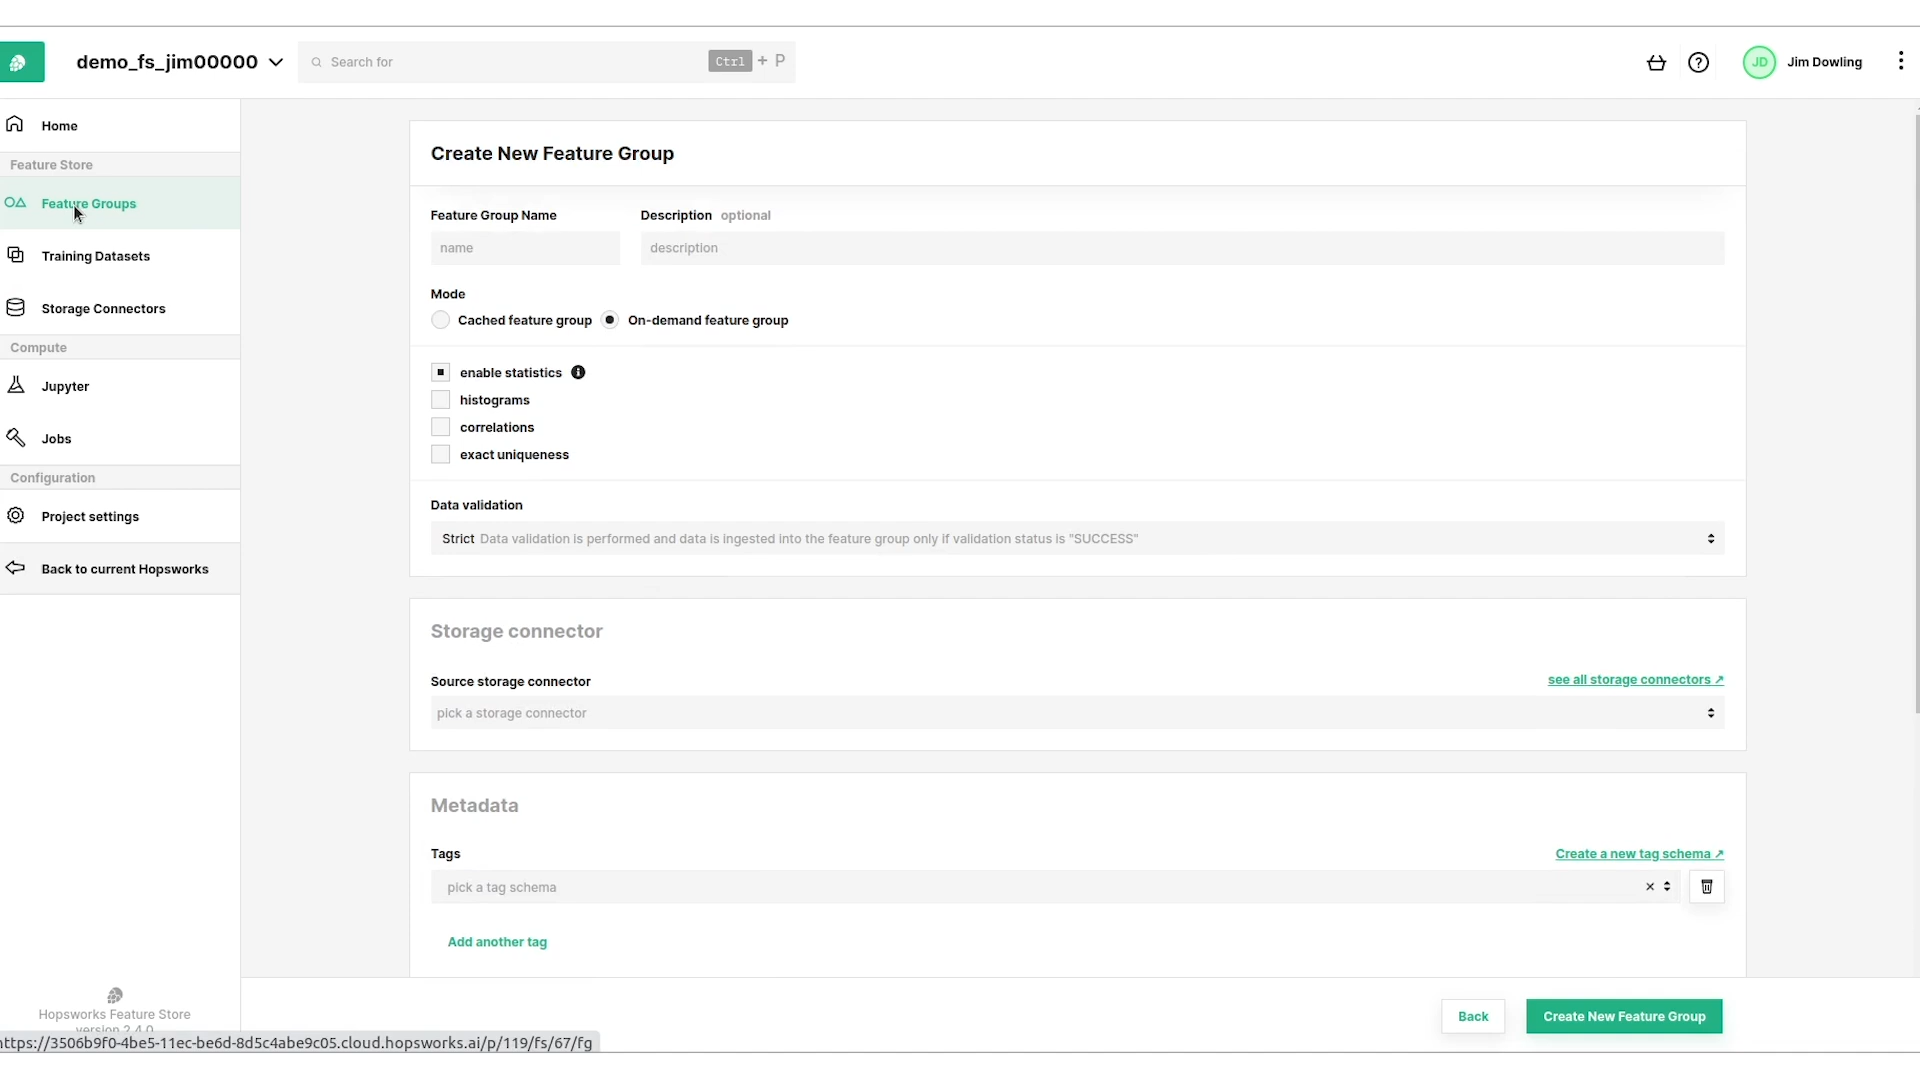 demo_fs_jim00000
Search for
Ctrl + P
JD
Jim Dowling
Home
Feature Store
Feature Groups
Training Datasets
Storage Connectors
Compute
Jupyter
Jobs
Configuration
Project settings
Back to current Hopsworks
Hopsworks Feature Store
version 2.4.0
https://3506b9f0-4be5-11ec-be6d-8d5c4abe9c05.cloud.hopsworks.ai/p/119/fs/67/fg
Create New Feature Group
Feature Group Name
Description optional
name
description
Mode
Cached feature group
On-demand feature group
enable statistics
histograms
correlations
exact uniqueness
Data validation
Strict Data validation is performed and data is ingested into the feature group only if validation status is "SUCCESS"
Storage connector
Source storage connector
see all storage connectors ↗
pick a storage connector
Metadata
Tags
Create a new tag schema ↗
pick a tag schema
Add another tag
Back
Create New Feature Group